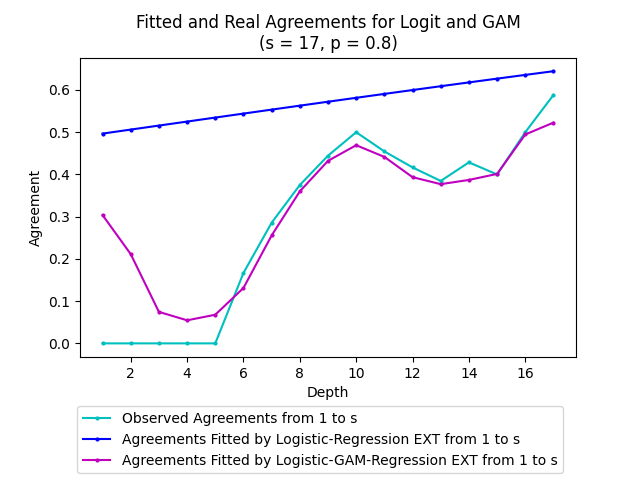 Fitted and Real Agreements for Logit and GAM
(s = 17, p = 0.8)
Agreement
0.6
0.5
0.4
0.3
0.2
0.1
0.0
2 4 6 8 10 12 14 16
Depth
Observed Agreements from 1 to s
Agreements Fitted by Logistic-Regression EXT from 1 to s
Agreements Fitted by Logistic-GAM-Regression EXT from 1 to s